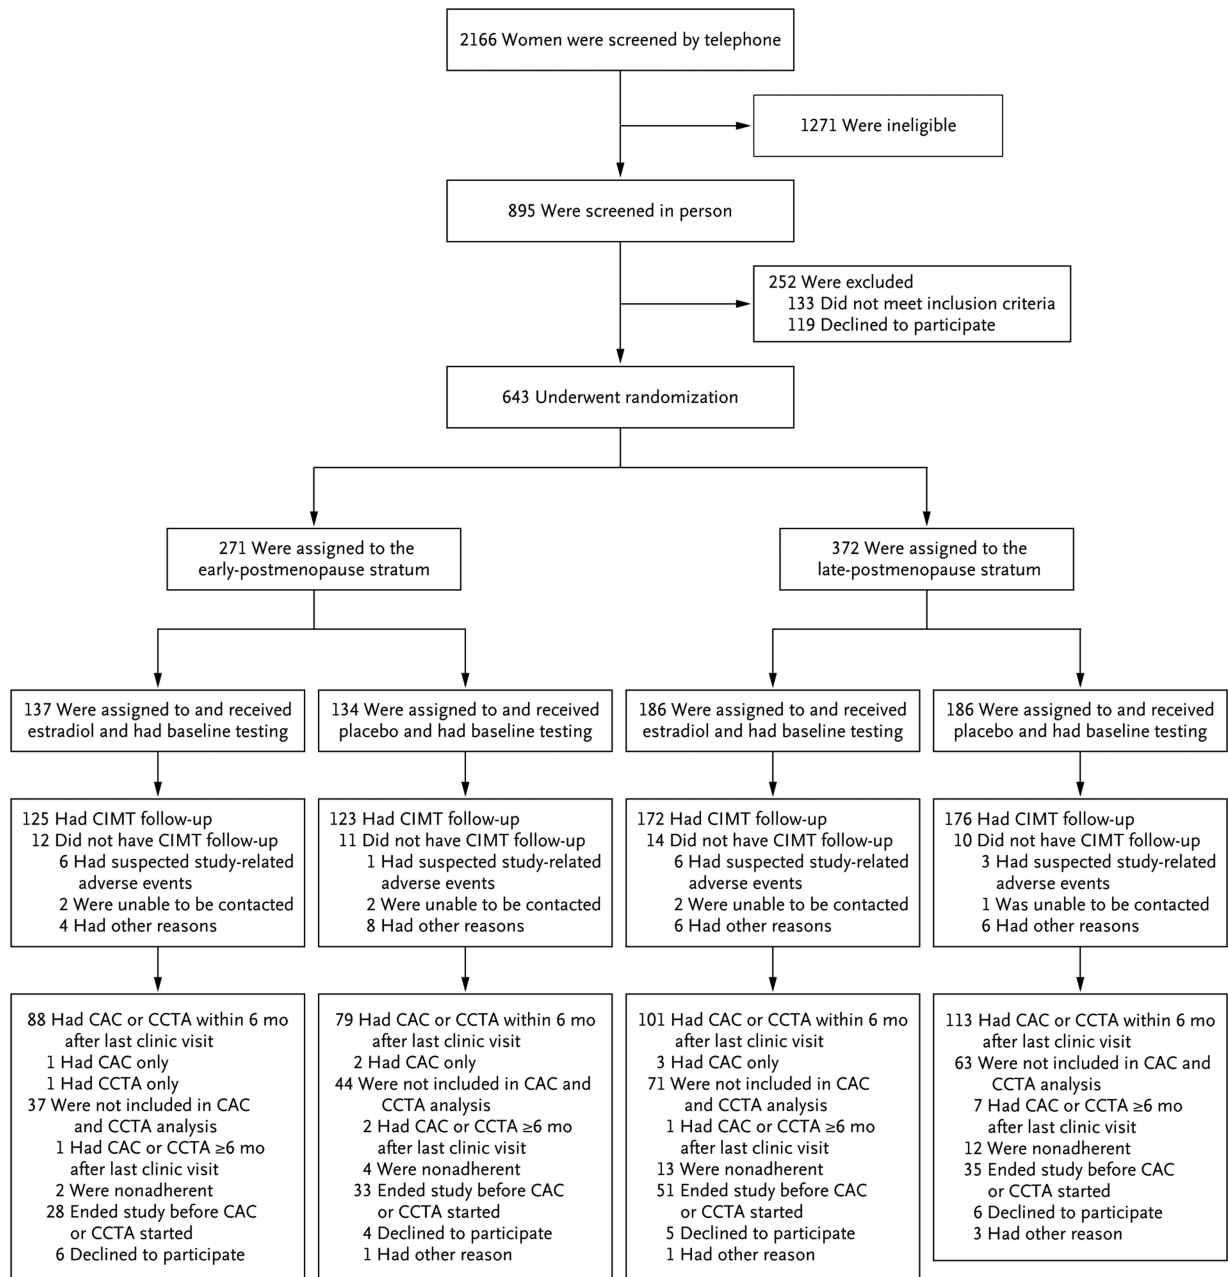 2166 Women were screened by telephone
1271 Were ineligible
895 Were screened in person
252 Were excluded
133 Did not meet inclusion criteria
119 Declined to participate
643 Underwent randomization
271 Were assigned to the
early-postmenopause stratum
372 Were assigned to the
late-postmenopause stratum
137 Were assigned to and received
estradiol and had baseline testing
134 Were assigned to and received
placebo and had baseline testing
186 Were assigned to and received
estradiol and had baseline testing
186 Were assigned to and received
placebo and had baseline testing
125 Had CIMT follow-up
12 Did not have CIMT follow-up
6 Had suspected study-related
adverse events
2 Were unable to be contacted
4 Had other reasons
123 Had CIMT follow-up
11 Did not have CIMT follow-up
1 Had suspected study-related
adverse events
2 Were unable to be contacted
8 Had other reasons
172 Had CIMT follow-up
14 Did not have CIMT follow-up
6 Had suspected study-related
adverse events
2 Were unable to be contacted
6 Had other reasons
176 Had CIMT follow-up
10 Did not have CIMT follow-up
3 Had suspected study-related
adverse events
1 Was unable to be contacted
6 Had other reasons
88 Had CAC or CCTA within 6 mo
after last clinic visit
1 Had CAC only
1 Had CCTA only
37 Were not included in CAC
and CCTA analysis
1 Had CAC or CCTA ≥6 mo
after last clinic visit
2 Were nonadherent
28 Ended study before CAC
or CCTA started
6 Declined to participate
79 Had CAC or CCTA within 6 mo
after last clinic visit
2 Had CAC only
44 Were not included in CAC and
CCTA analysis
2 Had CAC or CCTA ≥6 mo
after last clinic visit
4 Were nonadherent
33 Ended study before CAC
or CCTA started
4 Declined to participate
1 Had other reason
101 Had CAC or CCTA within 6 mo
after last clinic visit
3 Had CAC only
71 Were not included in CAC
and CCTA analysis
1 Had CAC or CCTA ≥6 mo
after last clinic visit
13 Were nonadherent
51 Ended study before CAC
or CCTA started
5 Declined to participate
1 Had other reason
113 Had CAC or CCTA within 6 mo
after last clinic visit
63 Were not included in CAC and
CCTA analysis
7 Had CAC or CCTA ≥6 mo
after last clinic visit
12 Were nonadherent
35 Ended study before CAC
or CCTA started
6 Declined to participate
3 Had other reason